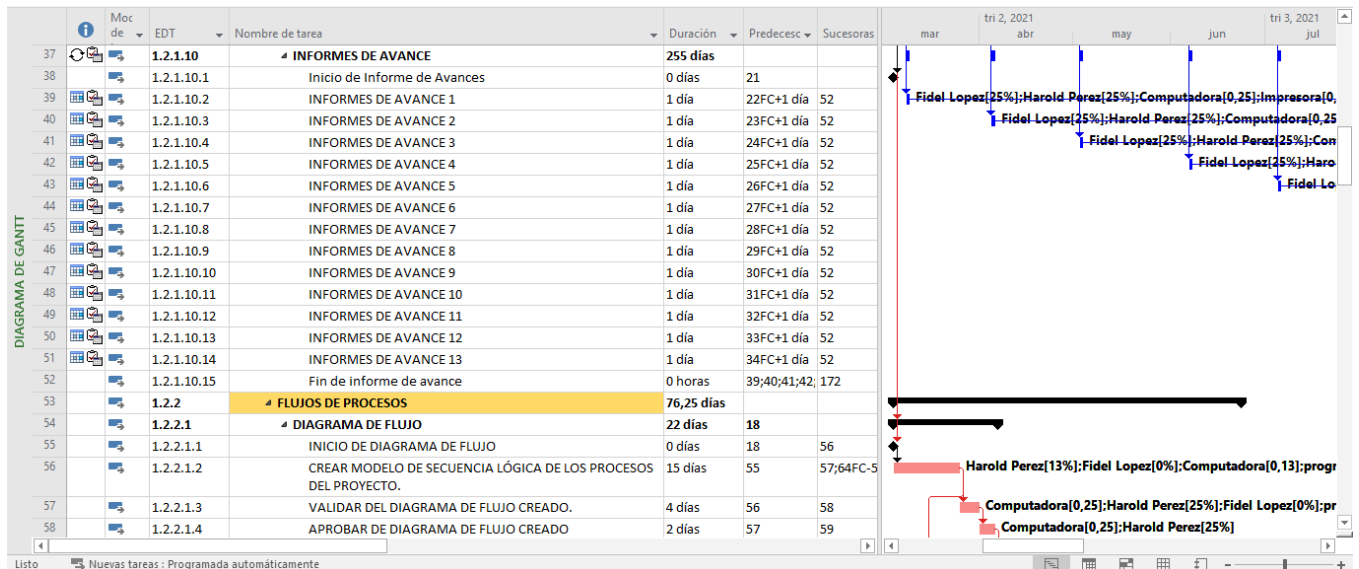 Moc
de EDT Nombre de tarea Duración Predecesc Sucesoras
tri 2, 2021 tri 3, 2021
mar abr may jun jul
DIAGRAMA DE GANTT
37 1.2.1.10 INFORMES DE AVANCE 255 días
38 1.2.1.10.1 Inicio de Informe de Avances 0 días 21
39 1.2.1.10.2 INFORMES DE AVANCE 1 1 día 22FC+1 día 52 Fidel Lopez[25%];Harold Perez[25%];Computadora[0,25];Impresora[0,
40 1.2.1.10.3 INFORMES DE AVANCE 2 1 día 23FC+1 día 52 Fidel Lopez[25%];Harold Perez[25%];Computadora[0,25
41 1.2.1.10.4 INFORMES DE AVANCE 3 1 día 24FC+1 día 52 Fidel Lopez[25%];Harold Perez[25%];Com
42 1.2.1.10.5 INFORMES DE AVANCE 4 1 día 25FC+1 día 52 Fidel Lopez[25%];Haro
43 1.2.1.10.6 INFORMES DE AVANCE 5 1 día 26FC+1 día 52 Fidel Lo
44 1.2.1.10.7 INFORMES DE AVANCE 6 1 día 27FC+1 día 52
45 1.2.1.10.8 INFORMES DE AVANCE 7 1 día 28FC+1 día 52
46 1.2.1.10.9 INFORMES DE AVANCE 8 1 día 29FC+1 día 52
47 1.2.1.10.10 INFORMES DE AVANCE 9 1 día 30FC+1 día 52
48 1.2.1.10.11 INFORMES DE AVANCE 10 1 día 31FC+1 día 52
49 1.2.1.10.12 INFORMES DE AVANCE 11 1 día 32FC+1 día 52
50 1.2.1.10.13 INFORMES DE AVANCE 12 1 día 33FC+1 día 52
51 1.2.1.10.14 INFORMES DE AVANCE 13 1 día 34FC+1 día 52
52 1.2.1.10.15 Fin de informe de avance 0 horas 39;40;41;42; 172
53 1.2.2 FLUJOS DE PROCESOS 76,25 días
54 1.2.2.1 DIAGRAMA DE FLUJO 22 días 18
55 1.2.2.1.1 INICIO DE DIAGRAMA DE FLUJO 0 días 18 56
56 1.2.2.1.2 CREAR MODELO DE SECUENCIA LÓGICA DE LOS PROCESOS 15 días 55 57;64FC-5 Harold Perez[13%];Fidel Lopez[0%];Computadora[0,13];progr
DEL PROYECTO.
57 1.2.2.1.3 VALIDAR DEL DIAGRAMA DE FLUJO CREADO. 4 días 56 58 Computadora[0,25];Harold Perez[25%];Fidel Lopez[0%];pr
58 1.2.2.1.4 APROBAR DE DIAGRAMA DE FLUJO CREADO 2 días 57 59 Computadora[0,25];Harold Perez[25%]
Listo Nuevas tareas : Programada automáticamente